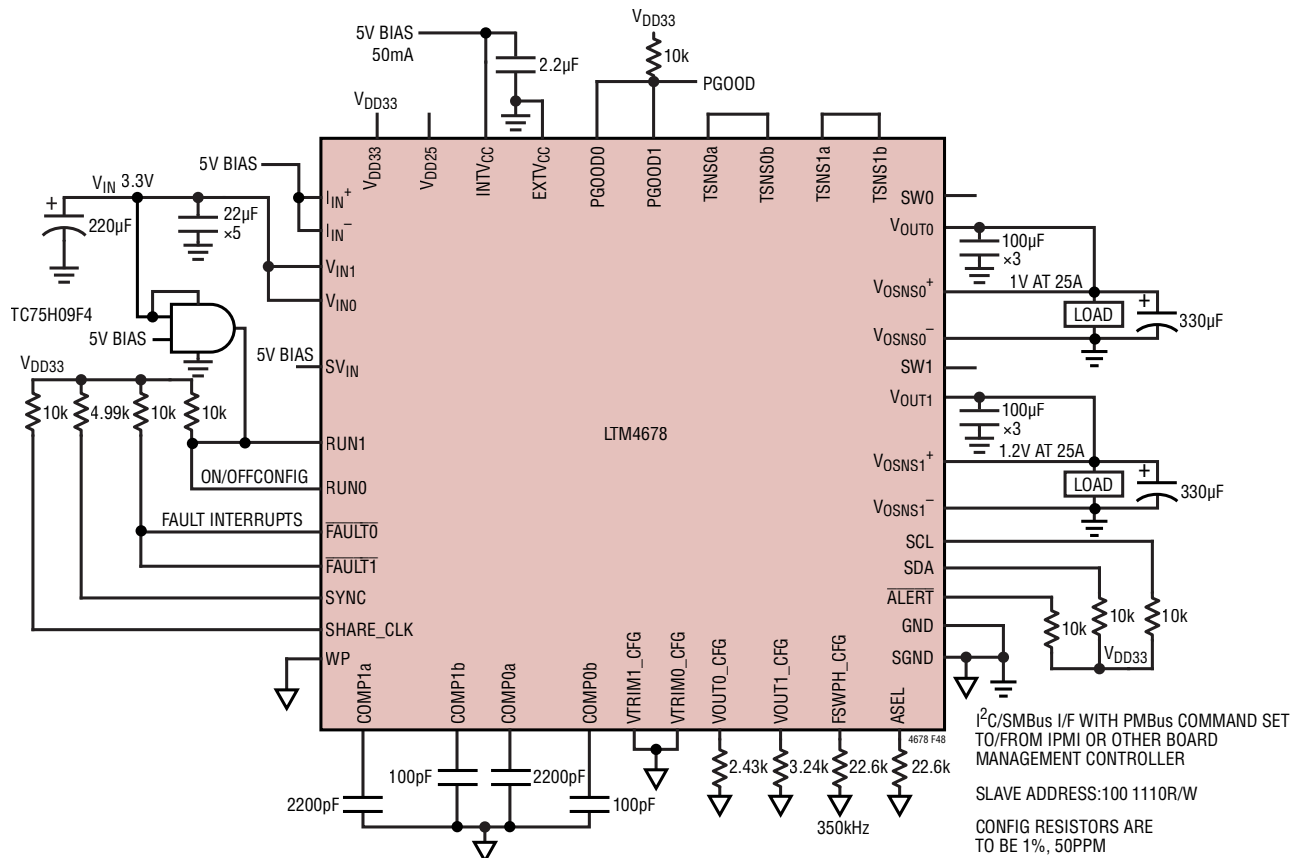 VDD33
5V BIAS
50mA
2.2µF
10k
PGOOD
VDD33
5V BIAS
VIN 3.3V
220µF
22µF
×5
TC75H09F4
5V BIAS
5V BIAS
VDD33
10k
4.99k
10k
10k
ON/OFFCONFIG
FAULT INTERRUPTS
VDD33
VDD25
INTVCC
EXTVCC
PGOOD0
PGOOD1
TSNS0a
TSNS0b
TSNS1a
TSNS1b
IIN+
IIN–
VIN1
VIN0
SVIN
RUN1
RUN0
FAULT0
FAULT1
SYNC
SHARE_CLK
WP
LTM4678
SW0
VOUT0
VOSNS0+
VOSNS0–
SW1
VOUT1
VOSNS1+
VOSNS1–
SCL
SDA
ALERT
GND
SGND
COMP1a
COMP1b
COMP0a
COMP0b
VTRIM1_CFG
VTRIM0_CFG
VOUT0_CFG
VOUT1_CFG
FSWPH_CFG
ASEL
4678 F48
100µF
×3
1V AT 25A
LOAD
330µF
100µF
×3
1.2V AT 25A
LOAD
330µF
10k
10k
10k
VDD33
2200pF
100pF
2200pF
100pF
2.43k
3.24k
22.6k
22.6k
350kHz
I2C/SMBus I/F WITH PMBus COMMAND SET
TO/FROM IPMI OR OTHER BOARD
MANAGEMENT CONTROLLER
SLAVE ADDRESS:100 1110R/W
CONFIG RESISTORS ARE
TO BE 1%, 50PPM